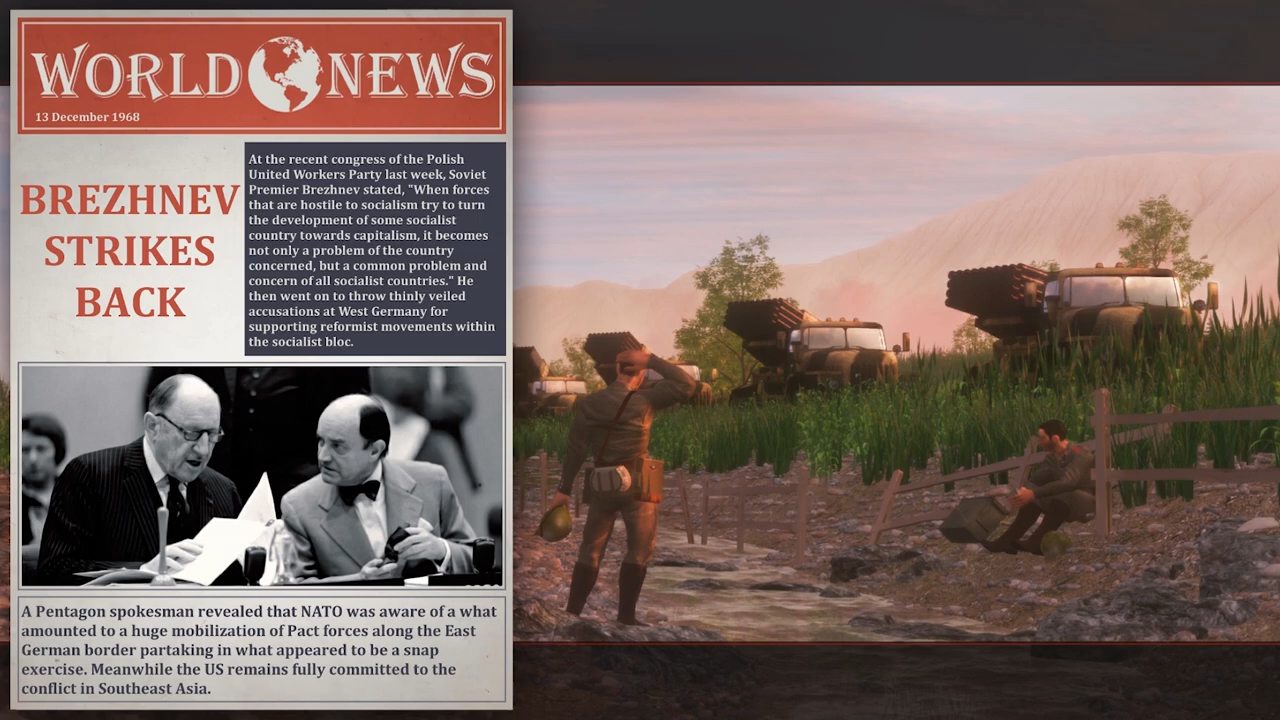 WORLD NEWS
13 December 1968
BREZHNEV
STRIKES
BACK
At the recent congress of the Polish
United Workers Party last week, Soviet
Premier Brezhnev stated, "When forces
that are hostile to socialism try to turn
the development of some socialist
country towards capitalism, it becomes
not only a problem of the country
concerned, but a common problem and
concern of all socialist countries." He
then went on to throw thinly veiled
accusations at West Germany for
supporting reformist movements within
the socialist bloc.
A Pentagon spokesman revealed that NATO was aware of a what
amounted to a huge mobilization of Pact forces along the East
German border partaking in what appeared to be a snap
exercise. Meanwhile the US remains fully committed to the
conflict in Southeast Asia.